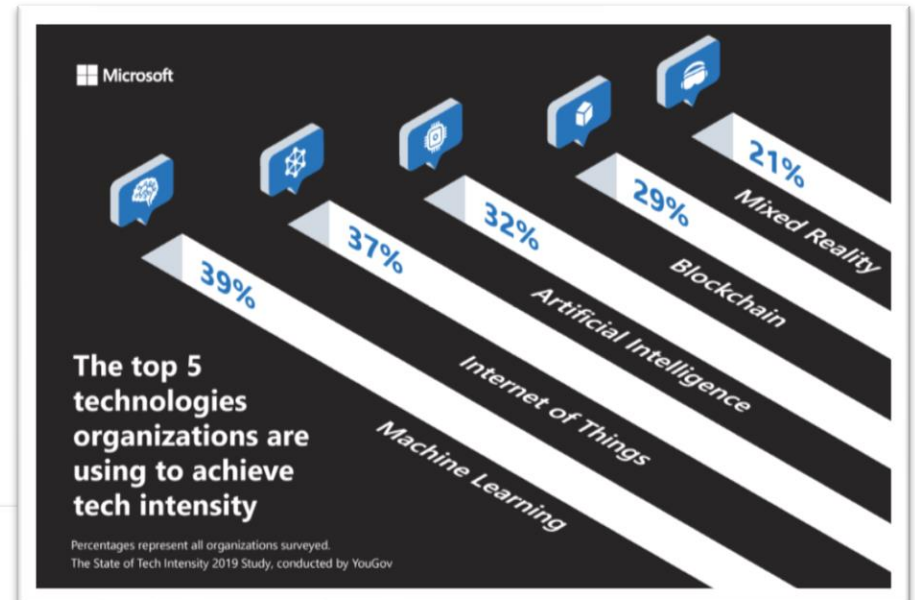 Microsoft
21%
Mixed Reality
29%
Blockchain
32%
Artificial Intelligence
37%
Internet of Things
39%
Machine Learning
The top 5
technologies
organizations are
using to achieve
tech intensity
Percentages represent all organizations surveyed.
The State of Tech Intensity 2019 Study, conducted by YouGov